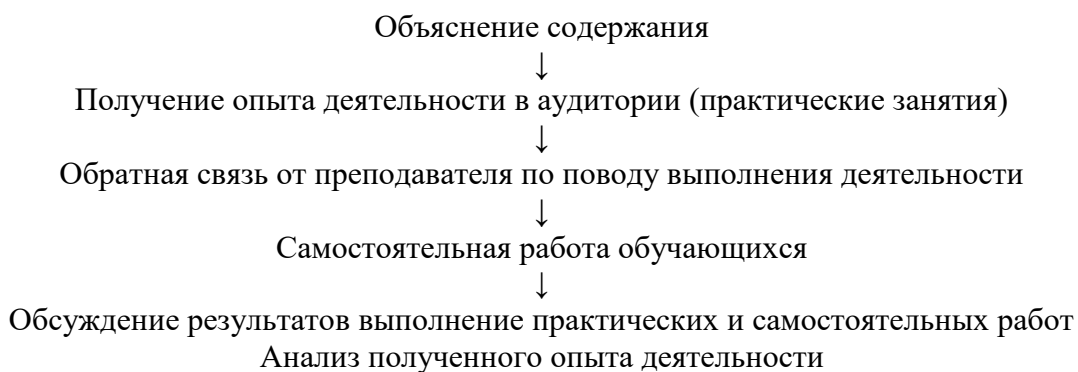 Объяснение содержания
↓
Получение опыта деятельности в аудитории (практические занятия)
↓
Обратная связь от преподавателя по поводу выполнения деятельности
↓
Самостоятельная работа обучающихся
↓
Обсуждение результатов выполнение практических и самостоятельных работ
Анализ полученного опыта деятельности